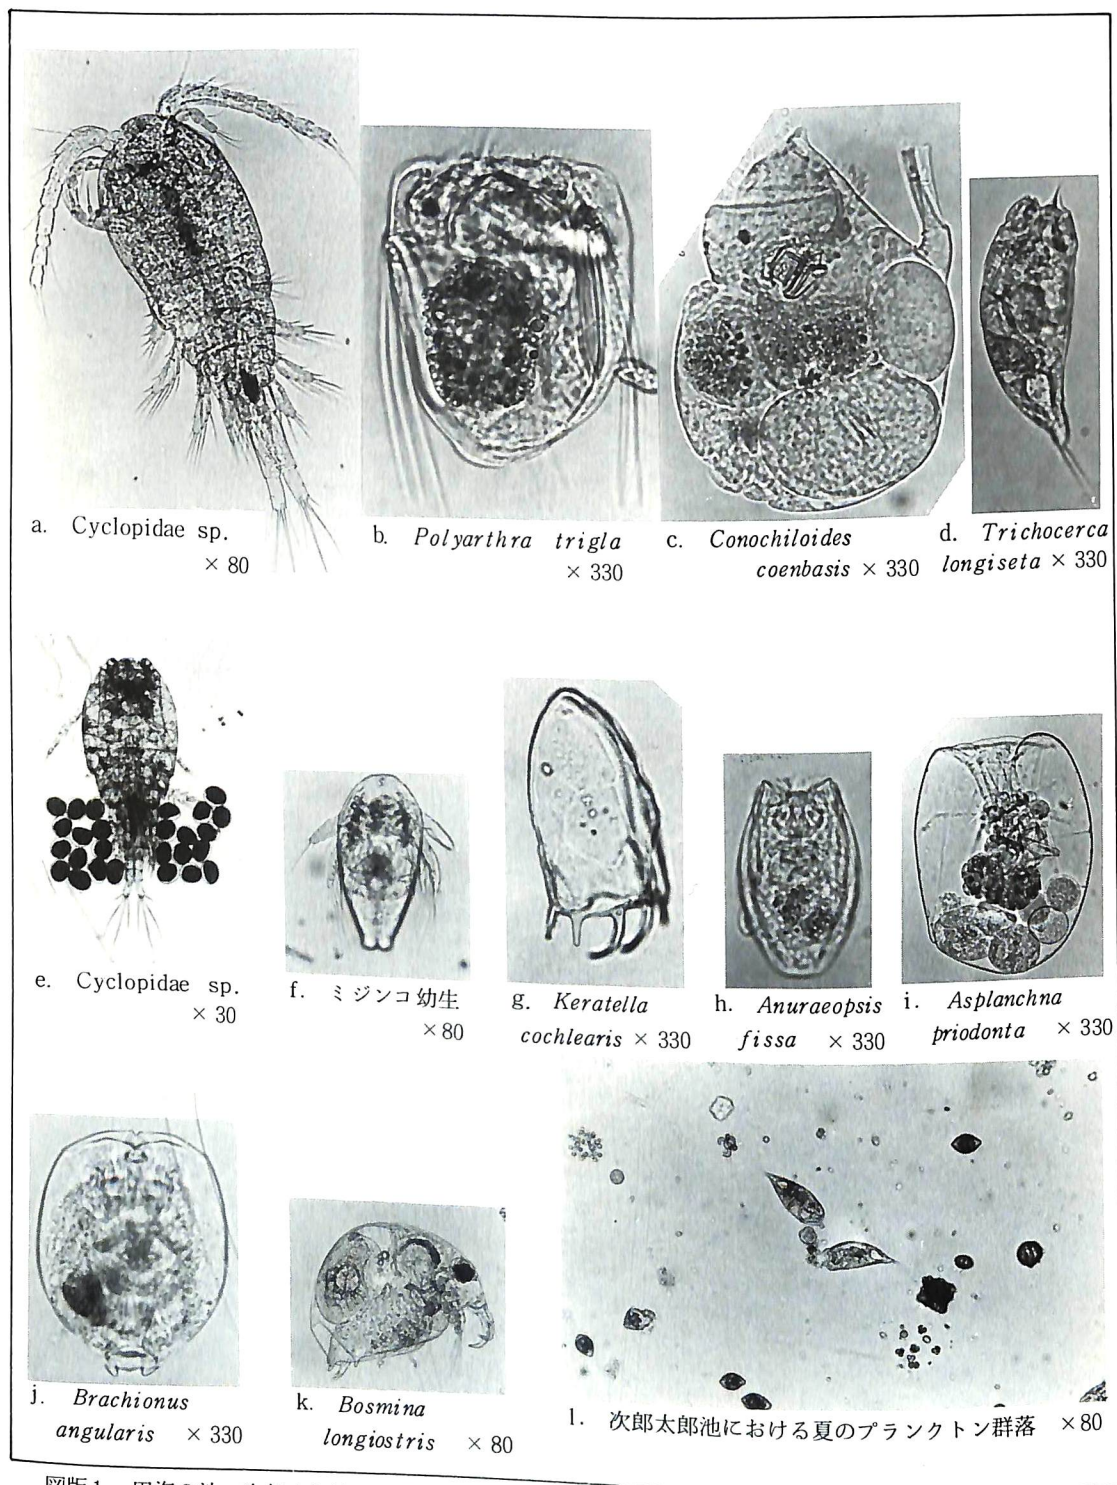 a. Cyclopidae sp.
× 80
b. Polyarthra trigla
× 330
c. Conochiloides
coenbasis × 330
d. Trichocerca
longiseta × 330
e. Cyclopidae sp.
× 30
f. ミジンコ幼生
× 80
g. Keratella
cochlearis × 330
h. Anuraeopsis
fissa × 330
i. Asplanchna
priodonta × 330
j. Brachionus
angularis × 330
k. Bosmina
longiostris × 80
l. 次郎太郎池における夏のプランクトン群落 ×80